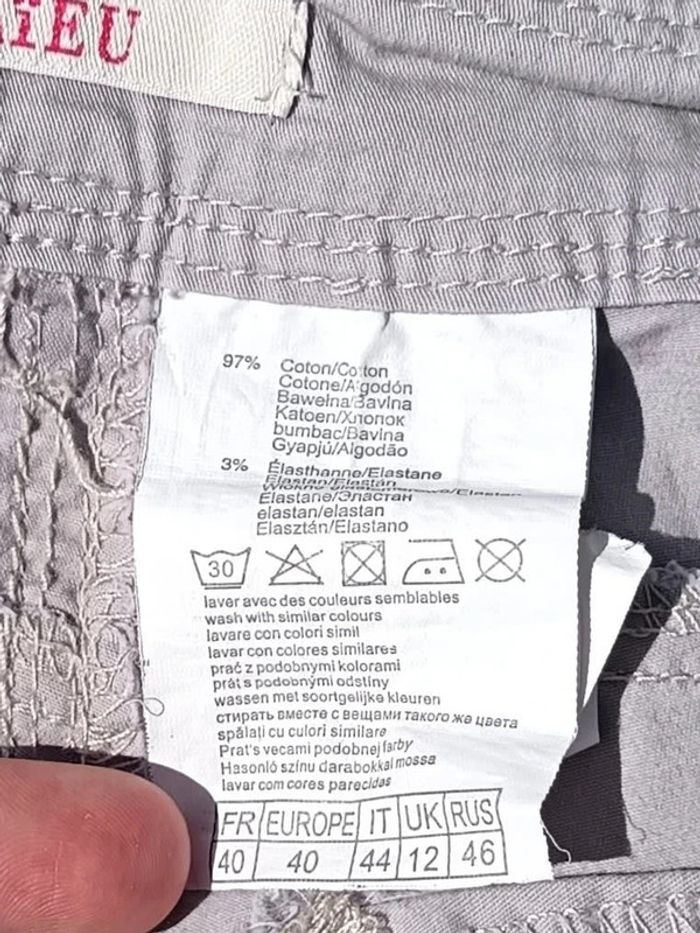 iEU
97% Coton/Cotton
Cotone/Algodón
Bawełna/Bavlna
Katoen/Хлопок
bumbac/Bavlna
Gyapjú/Algodão
3% Élasthanne/Elastane
Elastan/Elastán
Elastane/Эластан
elastan/elastan
Elasztán/Elastano
30
laver avec des couleurs semblables
wash with similar colours
lavare con colori simil
lavar con colores similares
prać z podobnymi kolorami
prát s podobnými odstíny
wassen met soortgelijke kleuren
стирать вместе с вещами такого же цвета
spălați cu culori similare
Prat's vecami podobnej farby
Hasonló színu darabokkal mossa
lavar com cores parecidas
FR EUROPE IT UK RUS
40 40 44 12 46